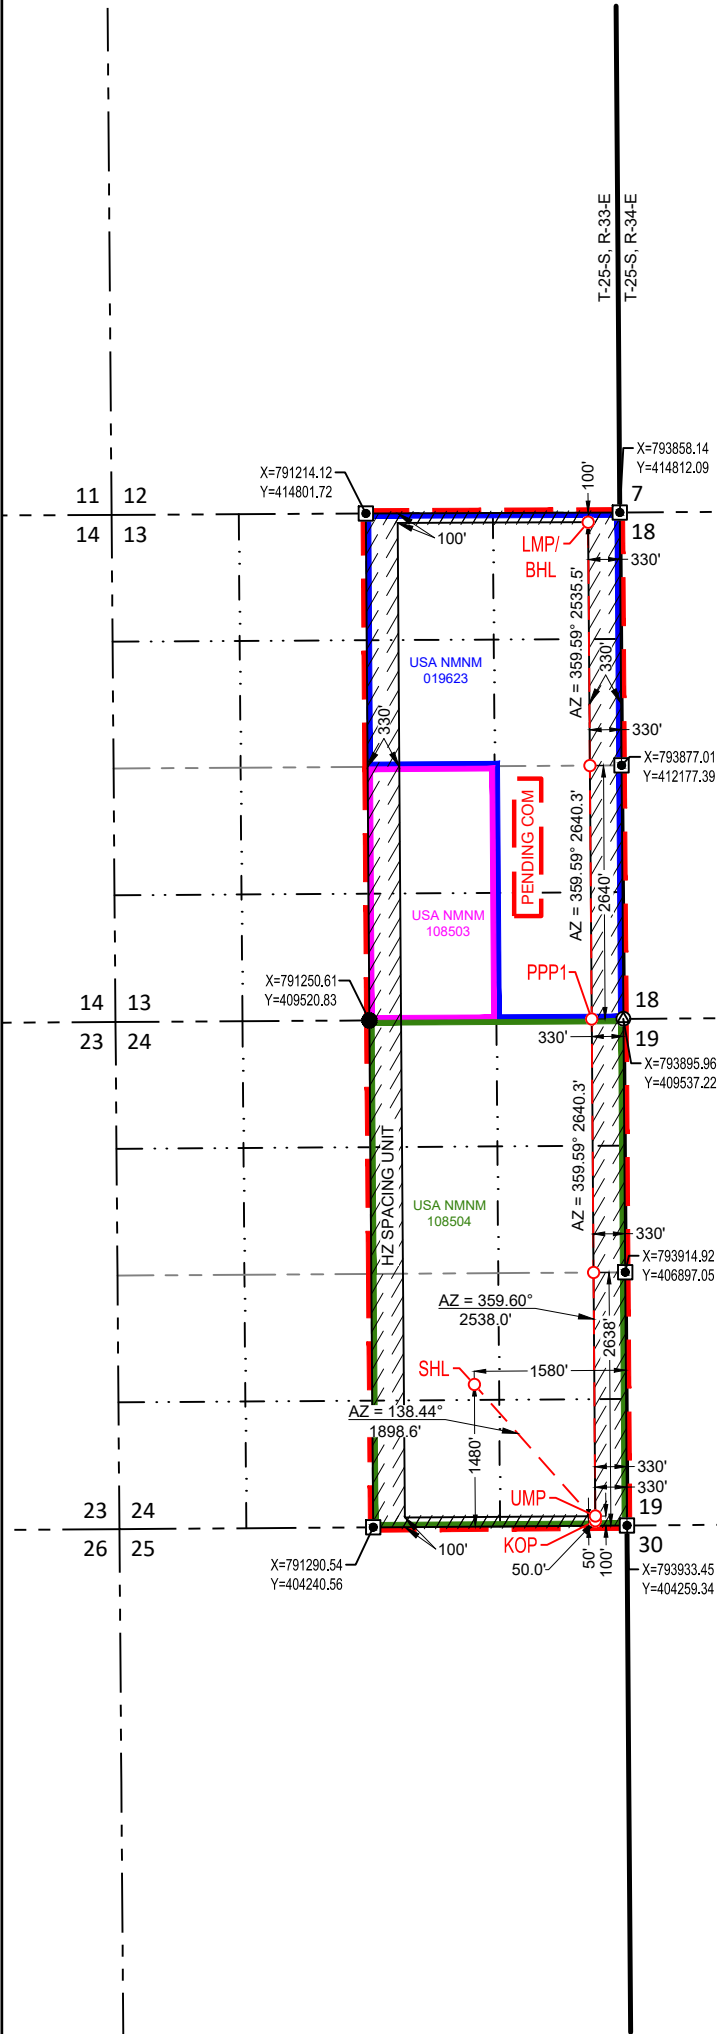 T-25-S, R-33-E
T-25-S, R-34-E
X=793858.14
Y=414812.09
X=791214.12
Y=414801.72
100'
11 12
7
14 13
18
100'
LMP/
BHL
330'
AZ = 359.59° 2535.5'
330'
USA NMNM
019623
330'
330'
X=793877.01
Y=412177.39
PENDING COM
AZ = 359.59° 2640.3'
2640'
USA NMNM
108503
PPP1
X=791250.61
Y=409520.83
14 13
18
23 24
19
330'
X=793895.96
Y=409537.22
HZ SPACING UNIT
AZ = 359.59° 2640.3'
USA NMNM
108504
330'
X=793914.92
Y=406897.05
AZ = 359.60°
2538.0'
2638'
SHL
1580'
AZ = 138.44°
1898.6'
1480'
330'
330'
UMP
23 24
19
26 25
30
KOP
100'
50.0'
50'
100'
X=791290.54
Y=404240.56
X=793933.45
Y=404259.34